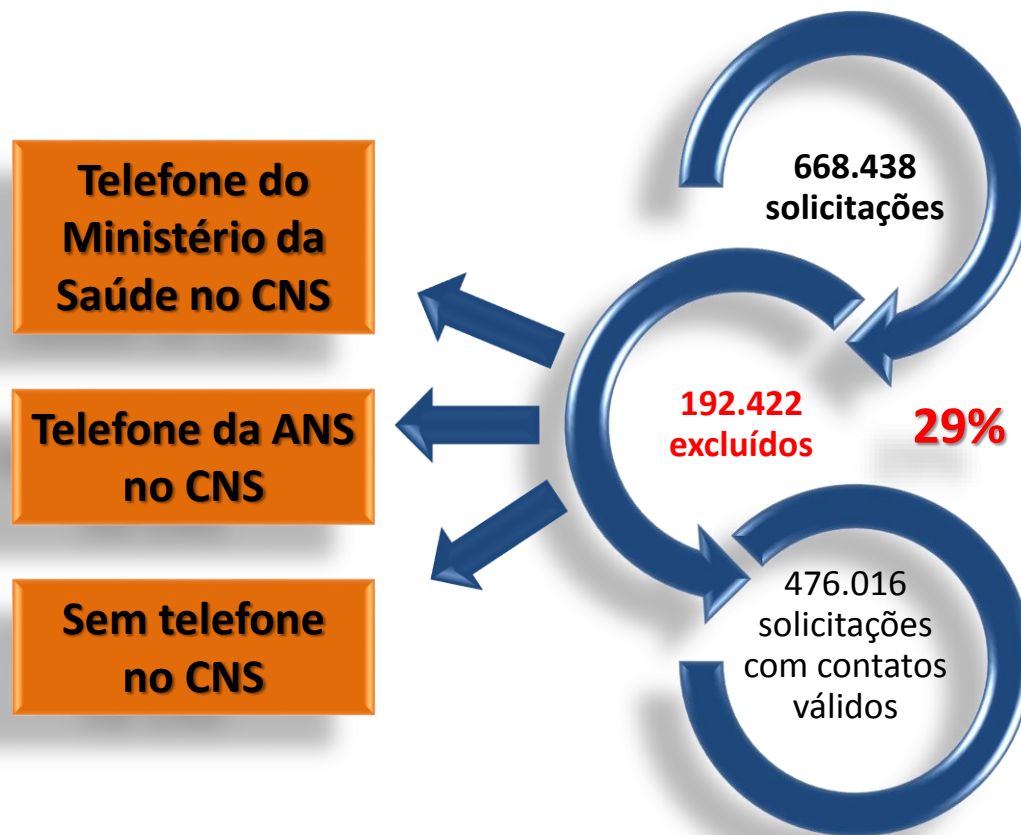 668.438
solicitações
Telefone do
Ministério da
Saúde no CNS
192.422
excluídos
29%
Telefone da ANS
no CNS
Sem telefone
no CNS
476.016
solicitações
com contatos
válidos